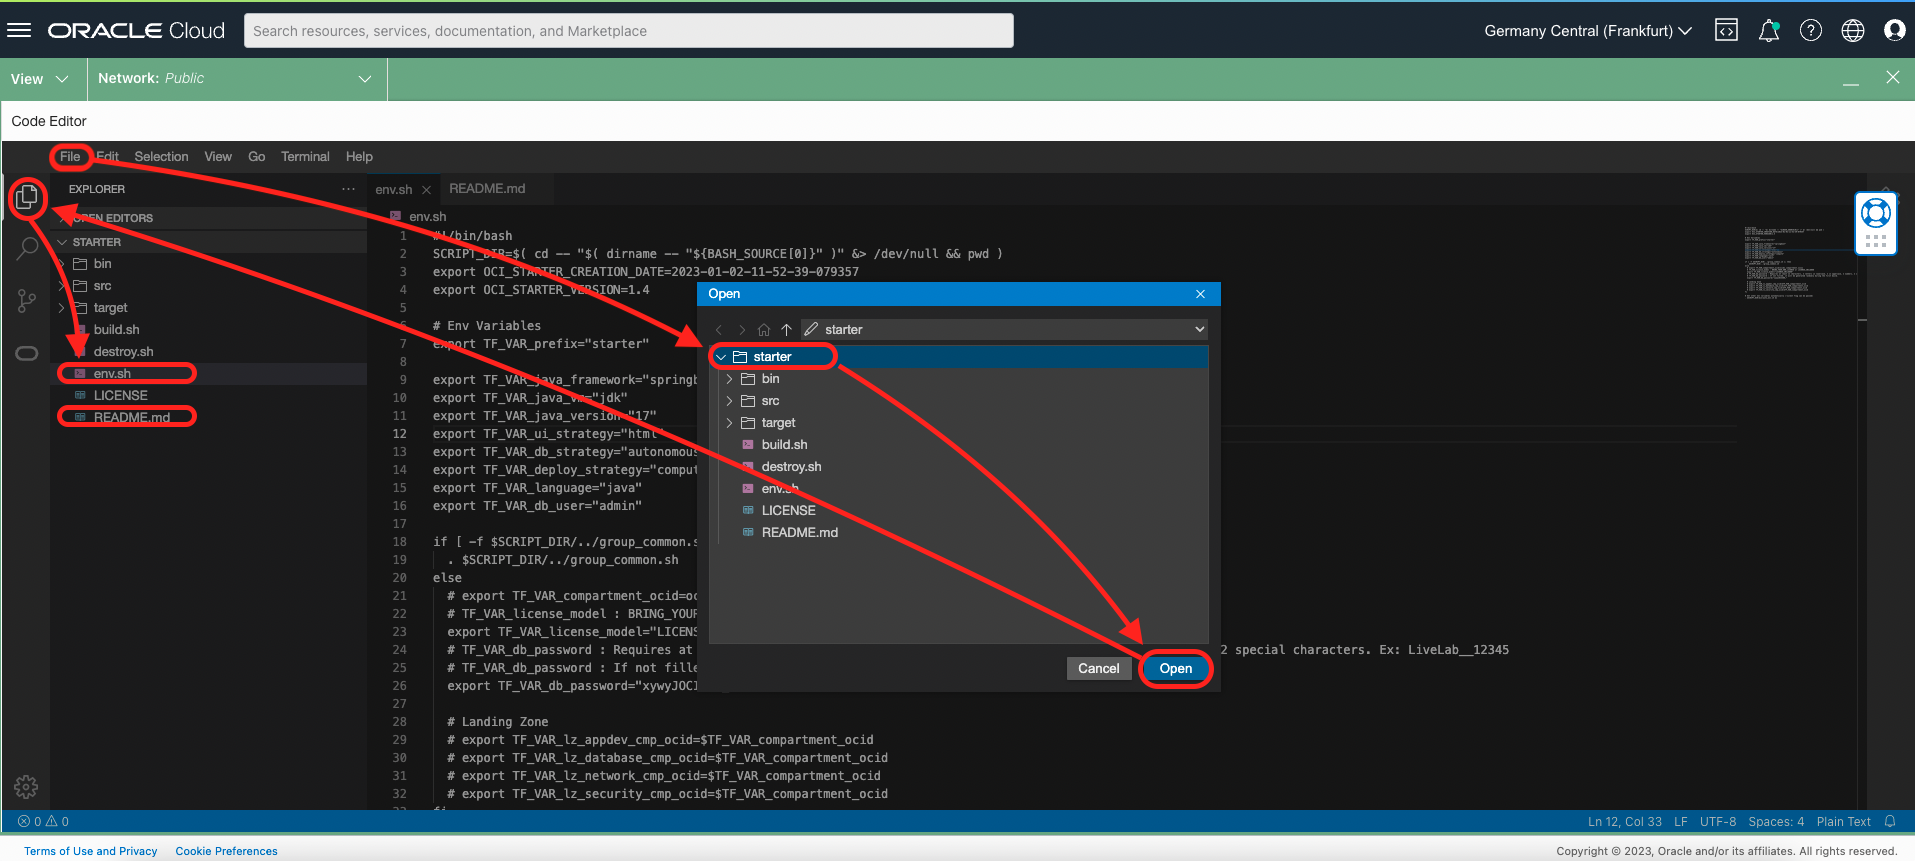 ORACLE Cloud
Search resources, services, documentation, and Marketplace
Germany Central (Frankfurt)
View
Network: Public
Code Editor
File Edit Selection View Go Terminal Help
EXPLORER
OPEN EDITORS
STARTER
bin
src
target
build.sh
destroy.sh
env.sh
LICENSE
README.md
env.sh
README.md
env.sh
1 #!/bin/bash
2 SCRIPT_DIR=$( cd -- "$( dirname -- "${BASH_SOURCE[0]}" )" &> /dev/null && pwd )
3 export OCI_STARTER_CREATION_DATE=2023-01-02-11-52-39-079357
4 export OCI_STARTER_VERSION=1.4
5
6 # Env Variables
7 export TF_VAR_prefix="starter"
8
9 export TF_VAR_java_framework="springb
10 export TF_VAR_java_vm="jdk"
11 export TF_VAR_java_version="17"
12 export TF_VAR_ui_strategy="html"
13 export TF_VAR_db_strategy="autonomous
14 export TF_VAR_deploy_strategy="comput
15 export TF_VAR_language="java"
16 export TF_VAR_db_user="admin"
17
18 if [ -f $SCRIPT_DIR/../group_common.s
19 . $SCRIPT_DIR/../group_common.sh
20 else
21 # export TF_VAR_compartment_ocid=oc
22 # TF_VAR_license_model : BRING_YOUR
23 export TF_VAR_license_model="LICENS
24 # TF_VAR_db_password : Requires at 2 special characters. Ex: LiveLab__12345
25 # TF_VAR_db_password : If not fille
26 export TF_VAR_db_password="xywyJOCI
27
28 # Landing Zone
29 # export TF_VAR_lz_appdev_cmp_ocid=$TF_VAR_compartment_ocid
30 # export TF_VAR_lz_database_cmp_ocid=$TF_VAR_compartment_ocid
31 # export TF_VAR_lz_network_cmp_ocid=$TF_VAR_compartment_ocid
32 # export TF_VAR_lz_security_cmp_ocid=$TF_VAR_compartment_ocid
Open
starter
starter
bin
src
target
build.sh
destroy.sh
env.sh
LICENSE
README.md
Cancel
Open
0 0
Ln 12, Col 33 LF UTF-8 Spaces: 4 Plain Text
Terms of Use and Privacy Cookie Preferences
Copyright © 2023, Oracle and/or its affiliates. All rights reserved.